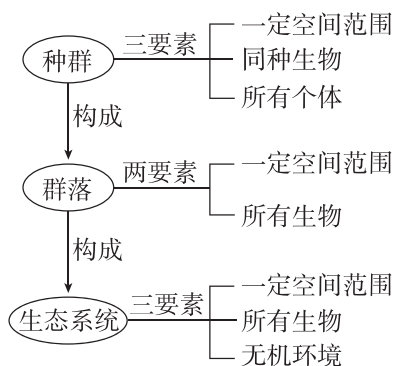 一定空间范围
三要素
种群
同种生物
所有个体
构成
两要素
一定空间范围
群落
所有生物
构成
三要素
一定空间范围
生态系统
所有生物
无机环境